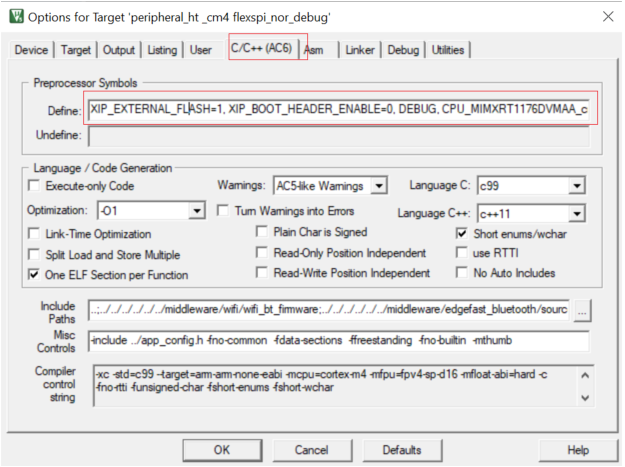 Options for Target 'peripheral_ht _cm4 flexspi_nor_debug'
Device Target Output Listing User C/C++ (AC6) Asm Linker Debug Utilities
Preprocessor Symbols
Define: XIP_EXTERNAL_FLASH=1, XIP_BOOT_HEADER_ENABLE=0, DEBUG, CPU_MIMXRT1176DVMAA_c
Undefine:
Language / Code Generation
Execute-only Code Warnings: AC5-like Warnings Language C: c99
Optimization: -O1 Turn Warnings into Errors Language C++: c++11
Link-Time Optimization Plain Char is Signed Short enums/wchar
Split Load and Store Multiple Read-Only Position Independent use RTTI
One ELF Section per Function Read-Write Position Independent No Auto Includes
Include Paths ..;../../../../../../middleware/wifi/wifi_bt_firmware;../../../../../../middleware/edgefast_bluetooth/sourc ...
Misc Controls -include ../app_config.h -fno-common -fdata-sections -ffreestanding -fno-builtin -mthumb
Compiler control string -xc -std=c99 --target=arm-arm-none-eabi -mcpu=cortex-m4 -mfpu=fpv4-sp-d16 -mfloat-abi=hard -c
-fno-rtti -funsigned-char -fshort-enums -fshort-wchar
OK Cancel Defaults Help